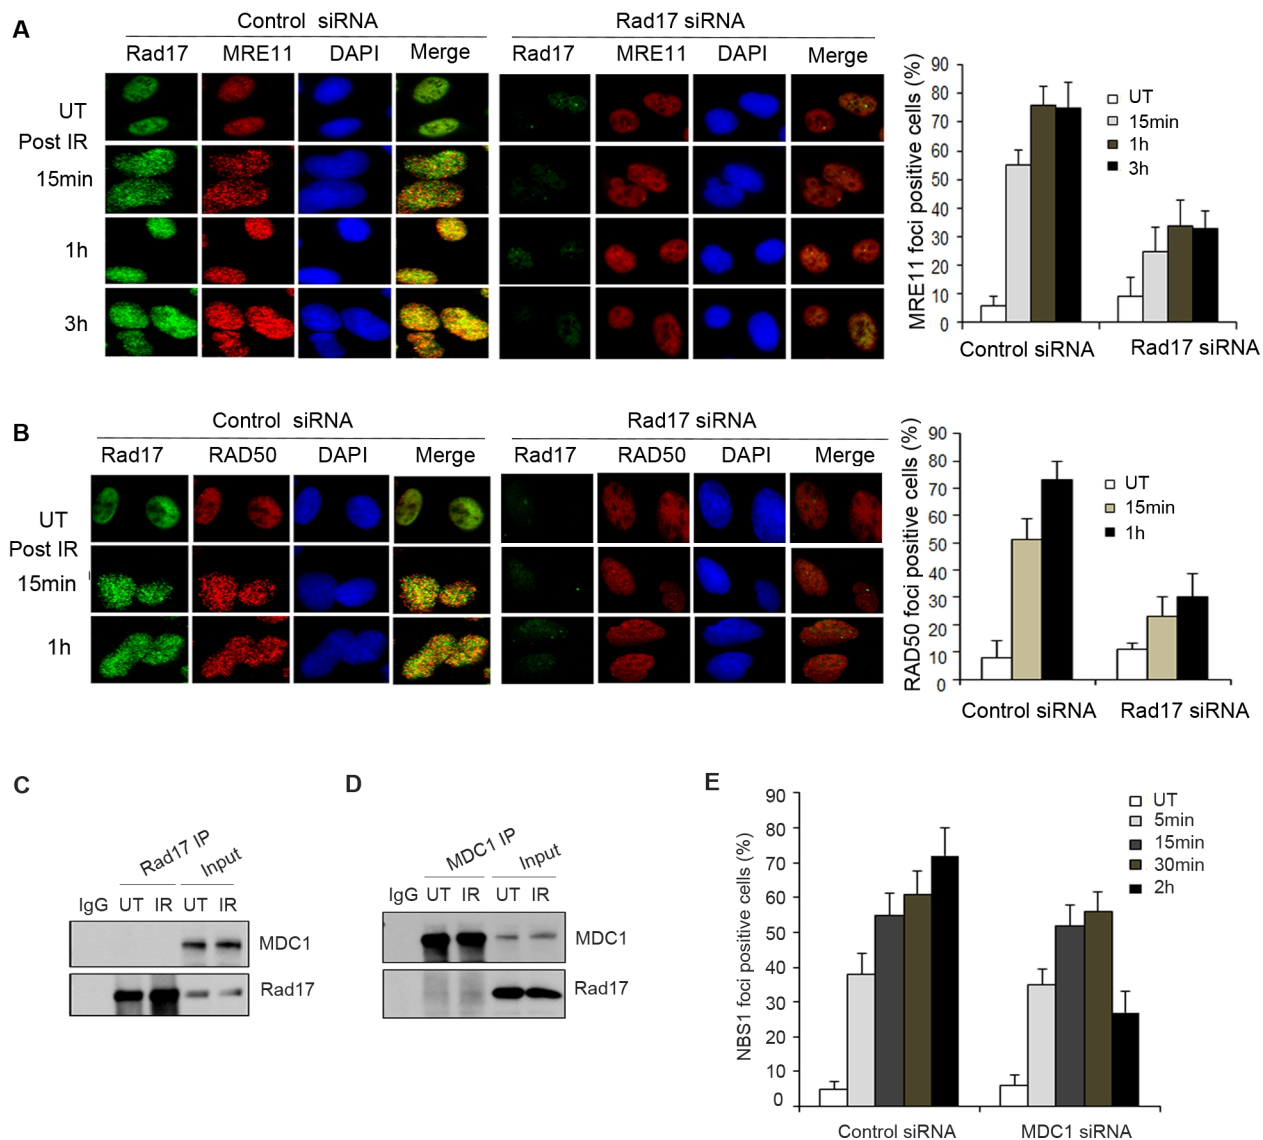 A
Control siRNA
Rad17 siRNA
Rad17 MRE11 DAPI Merge
Rad17 MRE11 DAPI Merge
UT
Post IR
15min
1h
3h
MRE11 foci positive cells (%)
90
80
70
60
50
40
30
20
10
0
UT
15min
1h
3h
Control siRNA
Rad17 siRNA
B
Control siRNA
Rad17 siRNA
Rad17 RAD50 DAPI Merge
Rad17 RAD50 DAPI Merge
UT
Post IR
15min
1h
RAD50 foci positive cells (%)
90
80
70
60
50
40
30
20
10
0
UT
15min
1h
Control siRNA
Rad17 siRNA
C
Rad17 IP
Input
IgG UT IR UT IR
MDC1
Rad17
D
MDC1 IP
Input
IgG UT IR UT IR
MDC1
Rad17
E
NBS1 foci positive cells (%)
90
80
70
60
50
40
30
20
10
0
UT
5min
15min
30min
2h
Control siRNA
MDC1 siRNA